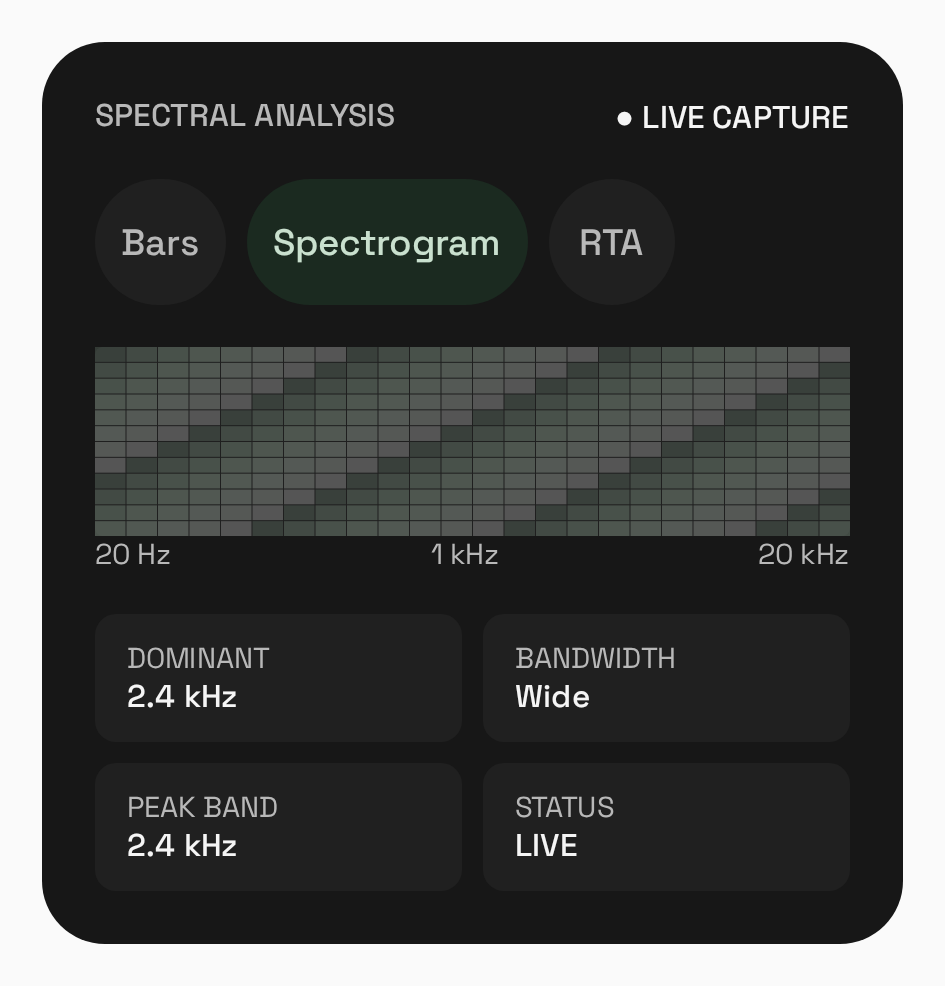 SPECTRAL ANALYSIS
● LIVE CAPTURE
Bars
Spectrogram
RTA
20 Hz
1 kHz
20 kHz
DOMINANT
2.4 kHz
BANDWIDTH
Wide
PEAK BAND
2.4 kHz
STATUS
LIVE